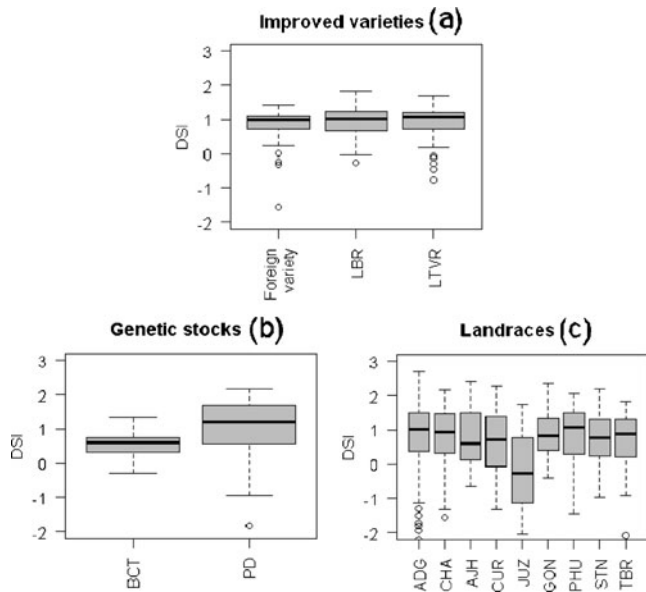 Improved varieties (a)
3
2
1
0
-1
-2
DSI
Foreign
variety
LBR
LTVR
Genetic stocks (b)
3
2
1
0
-1
-2
DSI
BCT
PD
Landraces (c)
3
2
1
0
-1
-2
DSI
ADG
CHA
AJH
CUR
JUZ
GON
PHU
STN
TBR